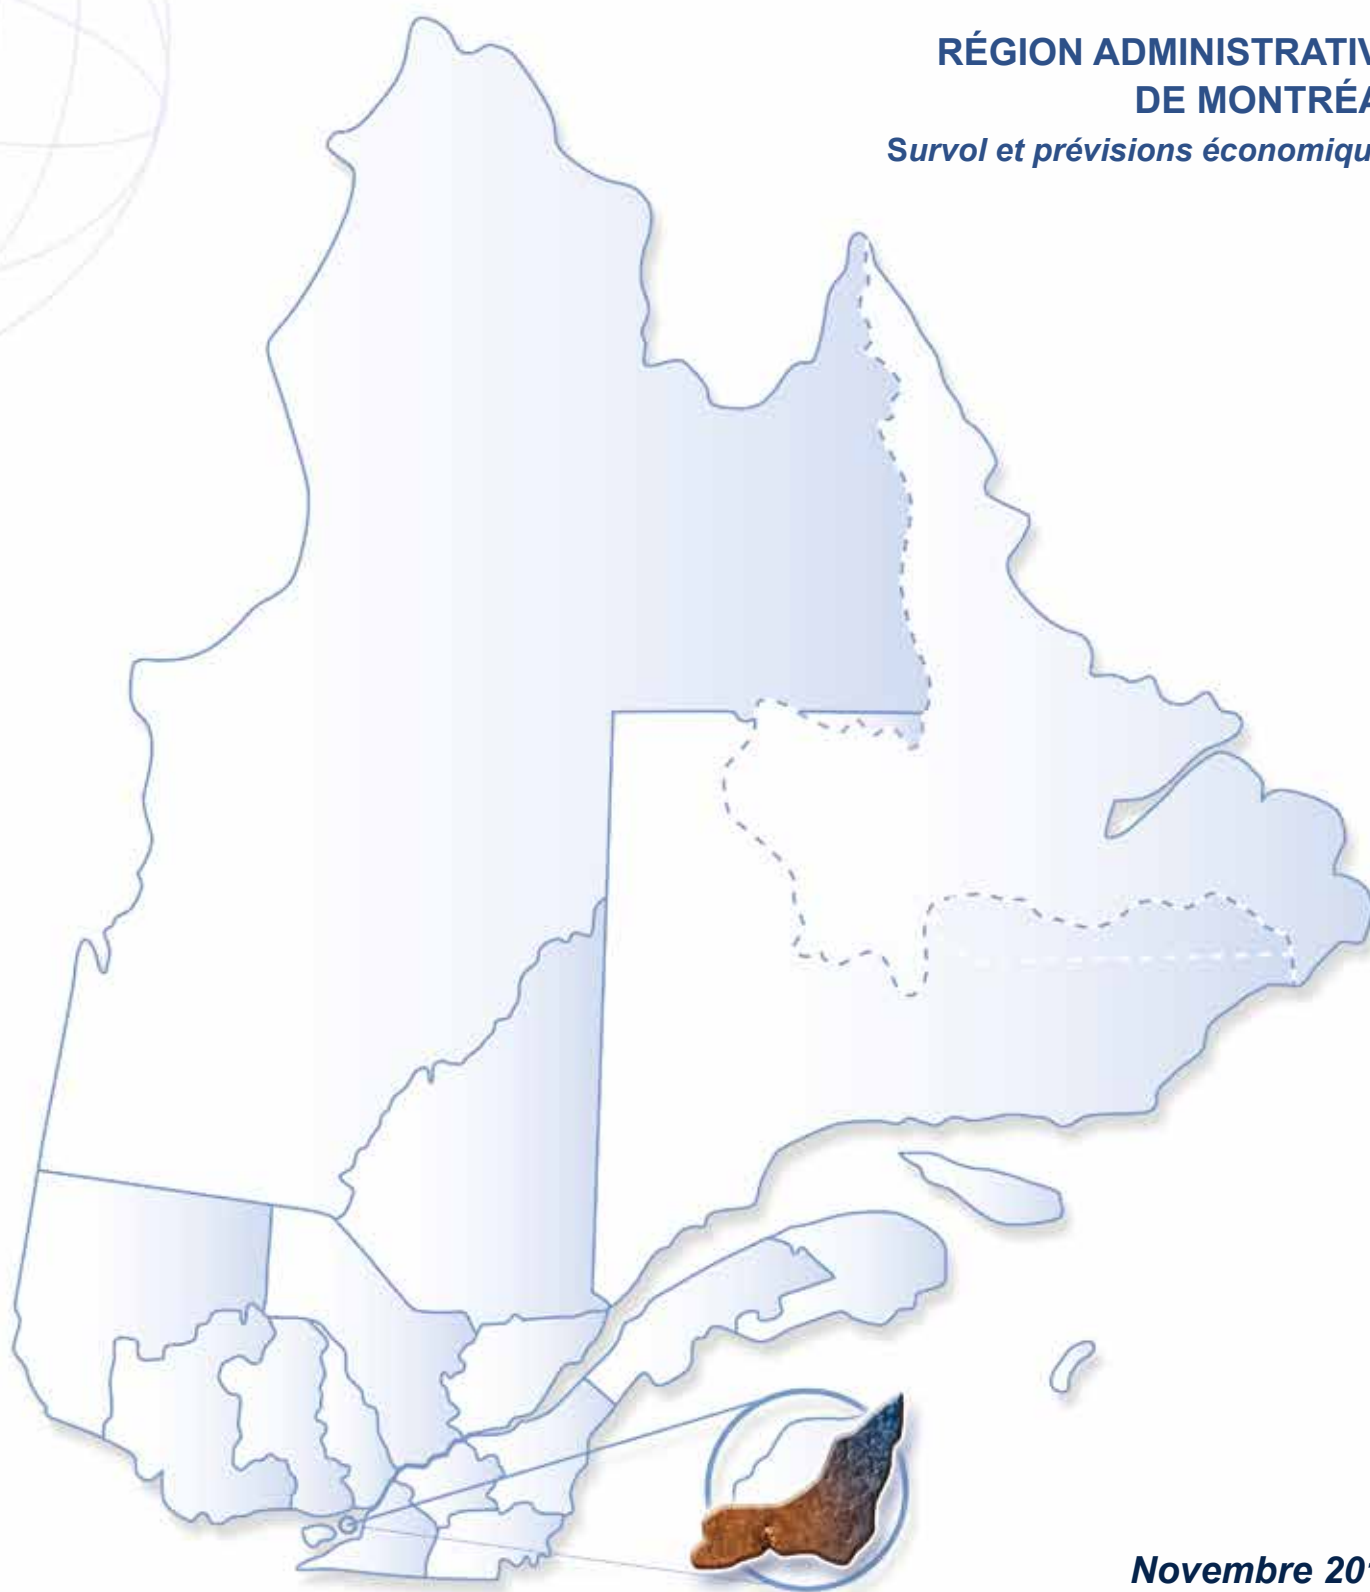 RÉGION ADMINISTRATIV
DE MONTRÉA
Survol et prévisions économiqu
Novembre 20